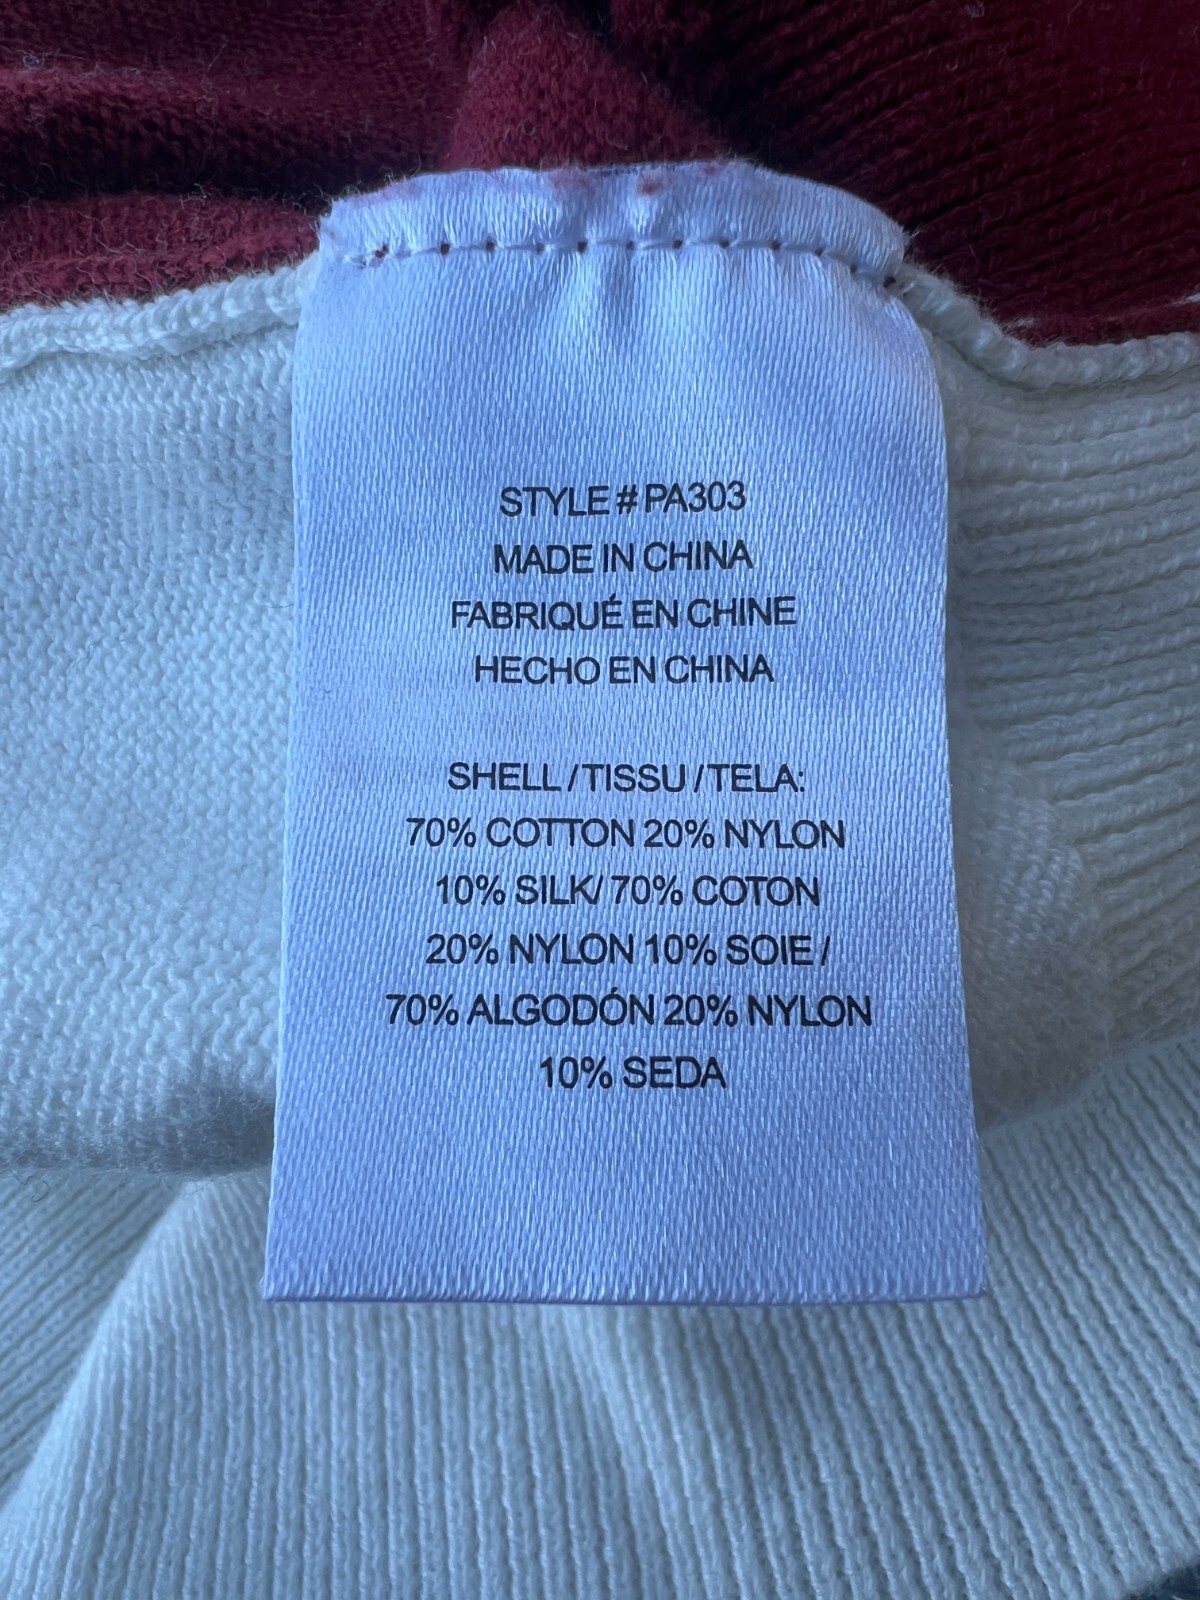 STYLE # PA303
MADE IN CHINA
FABRIQUÉ EN CHINE
HECHO EN CHINA
SHELL / TISSU / TELA:
70% COTTON 20% NYLON
10% SILK/ 70% COTON
20% NYLON 10% SOIE /
70% ALGODÓN 20% NYLON
10% SEDA